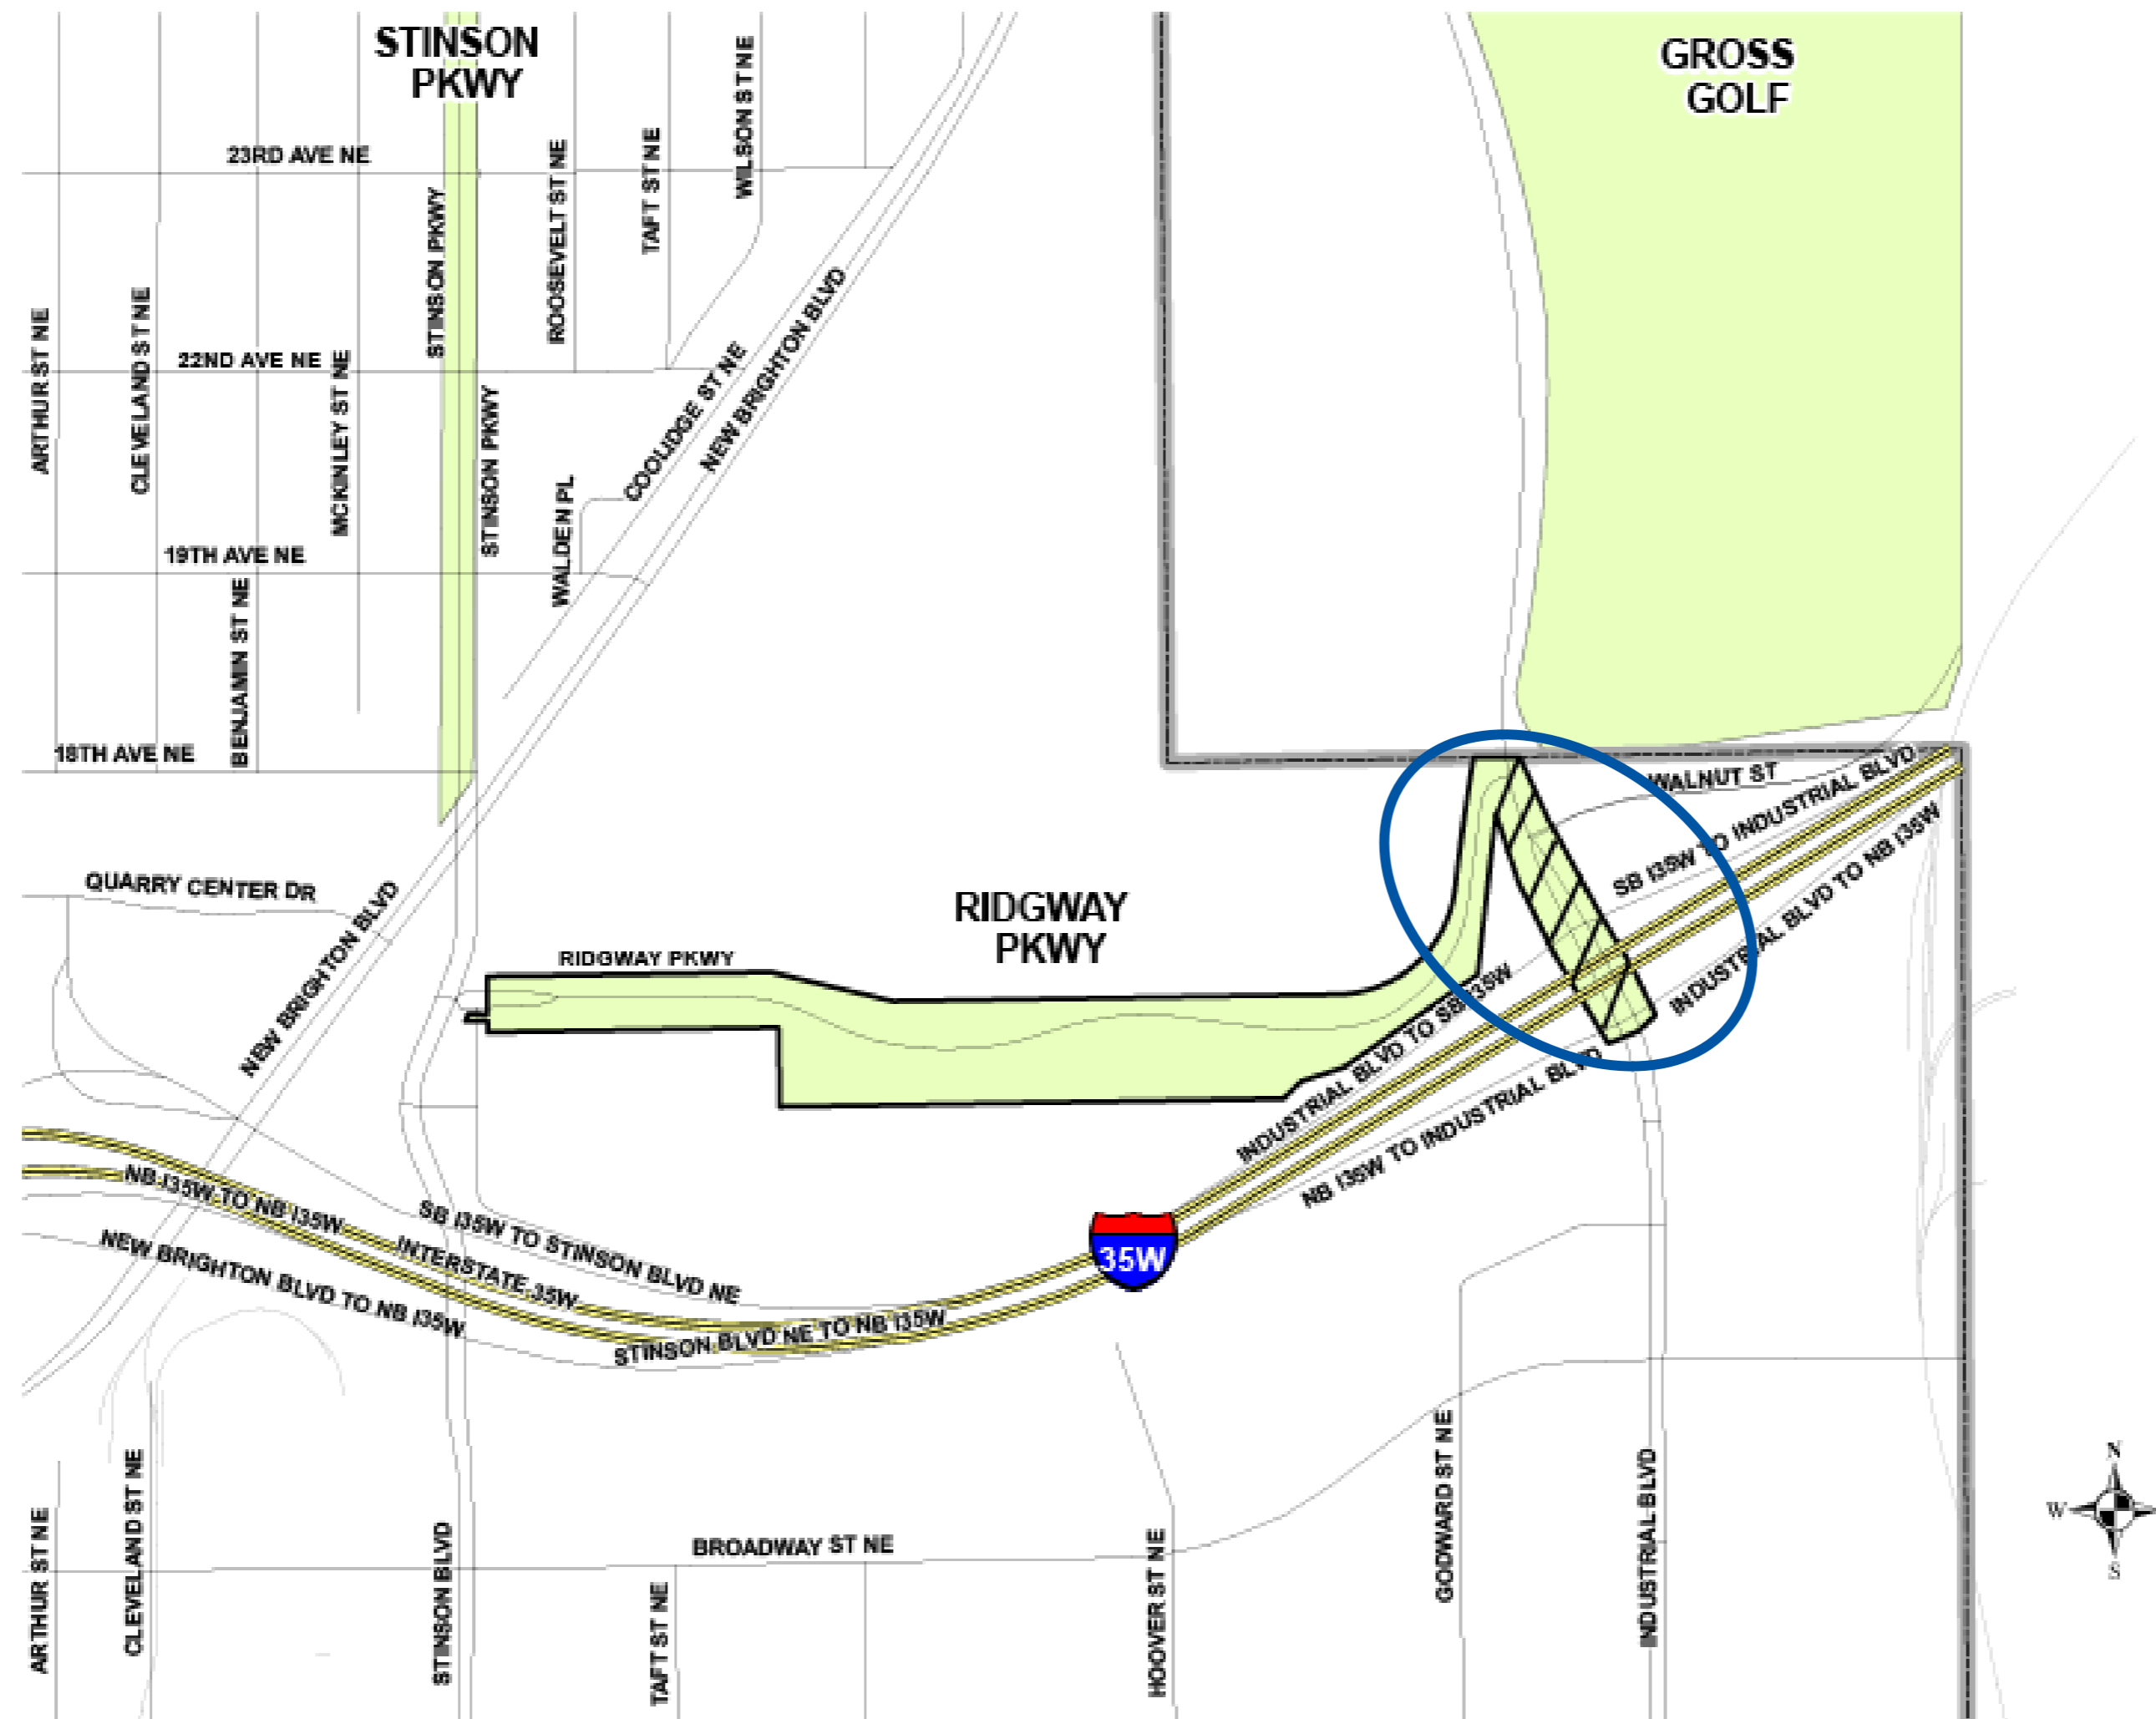 STINSON
PKWY
GROSS
GOLF
23RD AVE NE
STINSON PKWY
ROOSEVELT ST NE
TAFT ST NE
WILSON ST NE
ARTHUR ST NE
CLEVELAND ST NE
22ND AVE NE
MCKINLEY ST NE
STINSON PKWY
COOLIDGE ST NE
NEW BRIGHTON BLVD
WALDEN PL
19TH AVE NE
BENJAMIN ST NE
18TH AVE NE
WALNUT ST
SB I35W TO INDUSTRIAL BLVD
INDUSTRIAL BLVD TO NB I35W
QUARRY CENTER DR
NEW BRIGHTON BLVD
RIDGWAY
PKWY
RIDGWAY PKWY
INDUSTRIAL BLVD TO SB I35W
NB I35W TO INDUSTRIAL BLVD
NB I35W TO NB I35W
SB I35W TO STINSON BLVD NE
INTERSTATE 35W
NEW BRIGHTON BLVD TO NB I35W
STINSON BLVD NE TO NB I35W
35W
ARTHUR ST NE
CLEVELAND ST NE
STINSON BLVD
BROADWAY ST NE
TAFT ST NE
HOOVER ST NE
GODWARD ST NE
INDUSTRIAL BLVD
N
W
S